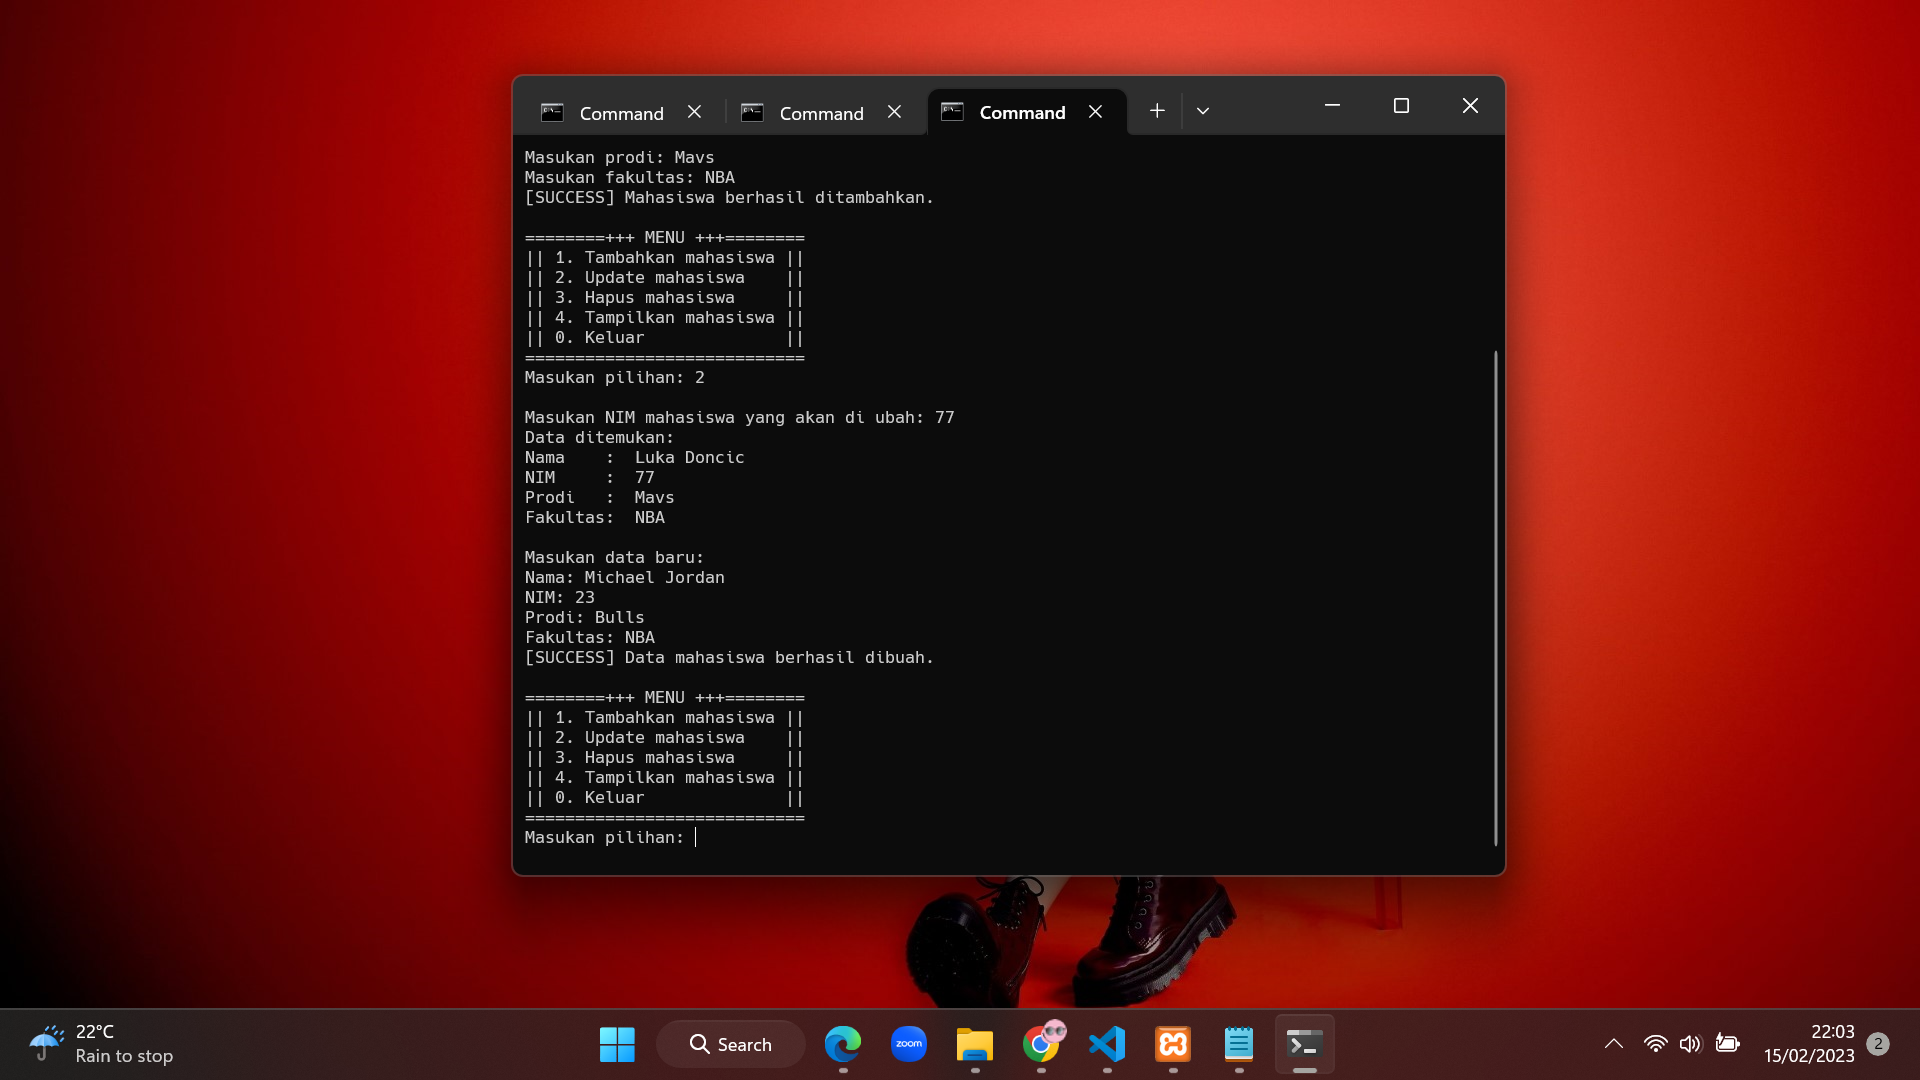 Command
Command
Command
Masukan prodi: Mavs
Masukan fakultas: NBA
[SUCCESS] Mahasiswa berhasil ditambahkan.
========+++ MENU +++========
|| 1. Tambahkan mahasiswa ||
|| 2. Update mahasiswa    ||
|| 3. Hapus mahasiswa     ||
|| 4. Tampilkan mahasiswa ||
|| 0. Keluar              ||
============================
Masukan pilihan: 2
Masukan NIM mahasiswa yang akan di ubah: 77
Data ditemukan:
Nama    :  Luka Doncic
NIM     :  77
Prodi   :  Mavs
Fakultas:  NBA
Masukan data baru:
Nama: Michael Jordan
NIM: 23
Prodi: Bulls
Fakultas: NBA
[SUCCESS] Data mahasiswa berhasil dibuah.
========+++ MENU +++========
|| 1. Tambahkan mahasiswa ||
|| 2. Update mahasiswa    ||
|| 3. Hapus mahasiswa     ||
|| 4. Tampilkan mahasiswa ||
|| 0. Keluar              ||
============================
Masukan pilihan:
22°C
Rain to stop
Search
zoom
22:03
15/02/2023
2